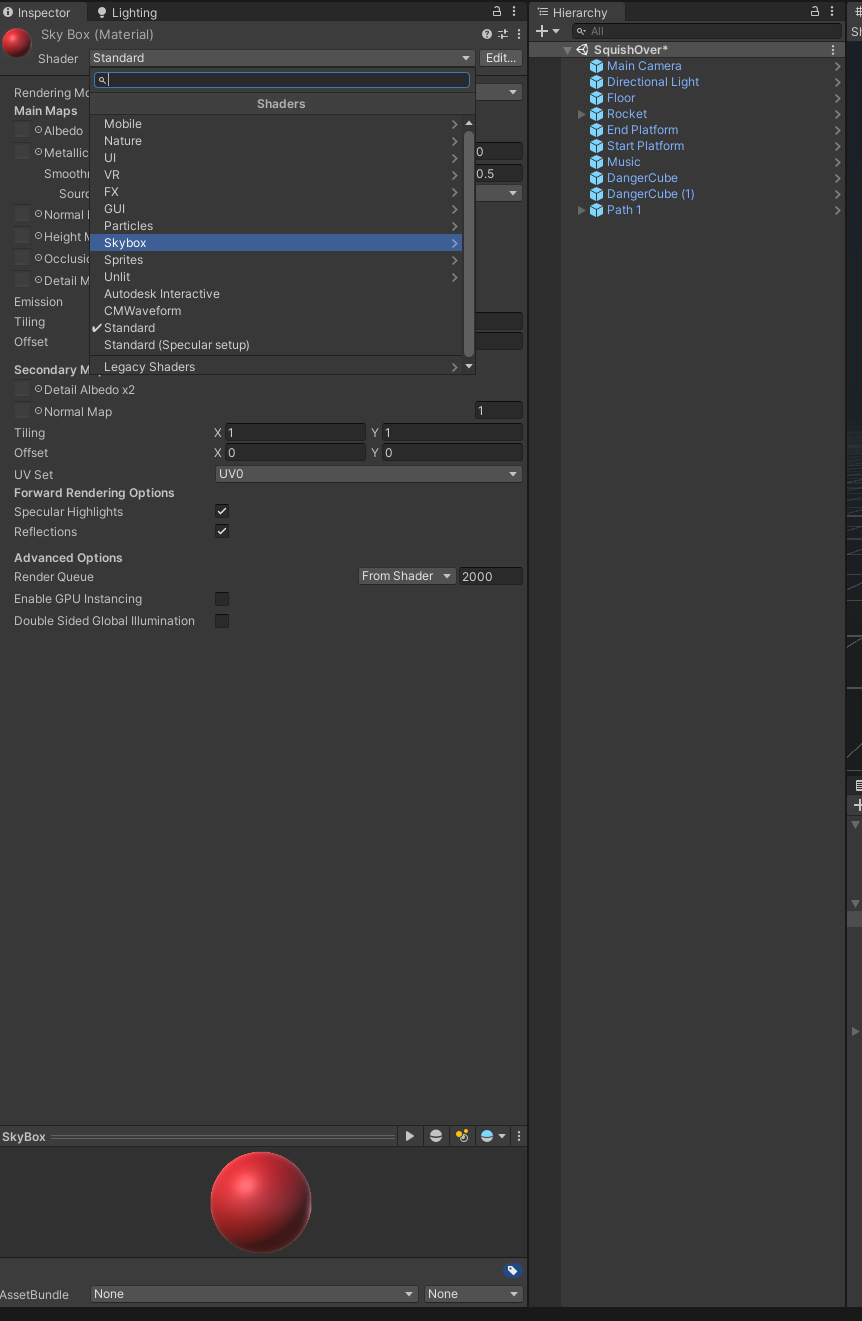 Inspector
Lighting
Sky Box (Material)
Shader
Standard
Edit...
Shaders
Rendering Mo
Main Maps
Albedo
Metallic
0
Smooth
0.5
Sour
Normal
Height M
Occlusi
Detail M
Emission
Tiling
Offset
Secondary M
Mobile
Nature
UI
VR
FX
GUI
Particles
Skybox
Sprites
Unlit
Autodesk Interactive
CMWaveform
Standard
Standard (Specular setup)
Legacy Shaders
Detail Albedo x2
Normal Map
1
Tiling
X 1
Y 1
Offset
X 0
Y 0
UV Set
UV0
Forward Rendering Options
Specular Highlights
Reflections
Advanced Options
Render Queue
From Shader
2000
Enable GPU Instancing
Double Sided Global Illumination
SkyBox
AssetBundle
None
None
Hierarchy
All
SquishOver*
Main Camera
Directional Light
Floor
Rocket
End Platform
Start Platform
Music
DangerCube
DangerCube (1)
Path 1